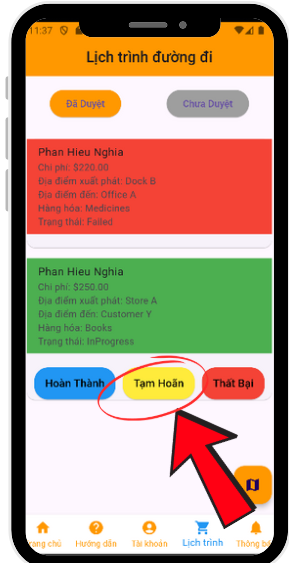 11:37
Lịch trình đường đi
Đã Duyệt
Chưa Duyệt
Phan Hieu Nghia
Chi phí: $220.00
Địa điểm xuất phát: Dock B
Địa điểm đến: Office A
Hàng hóa: Medicines
Trạng thái: Failed
Phan Hieu Nghia
Chi phí: $250.00
Địa điểm xuất phát: Store A
Địa điểm đến: Customer Y
Hàng hóa: Books
Trạng thái: InProgress
Hoàn Thành Tạm Hoãn Thất Bại
rang chủ Hướng dẫn Tài khoản Lịch trình Thông bá